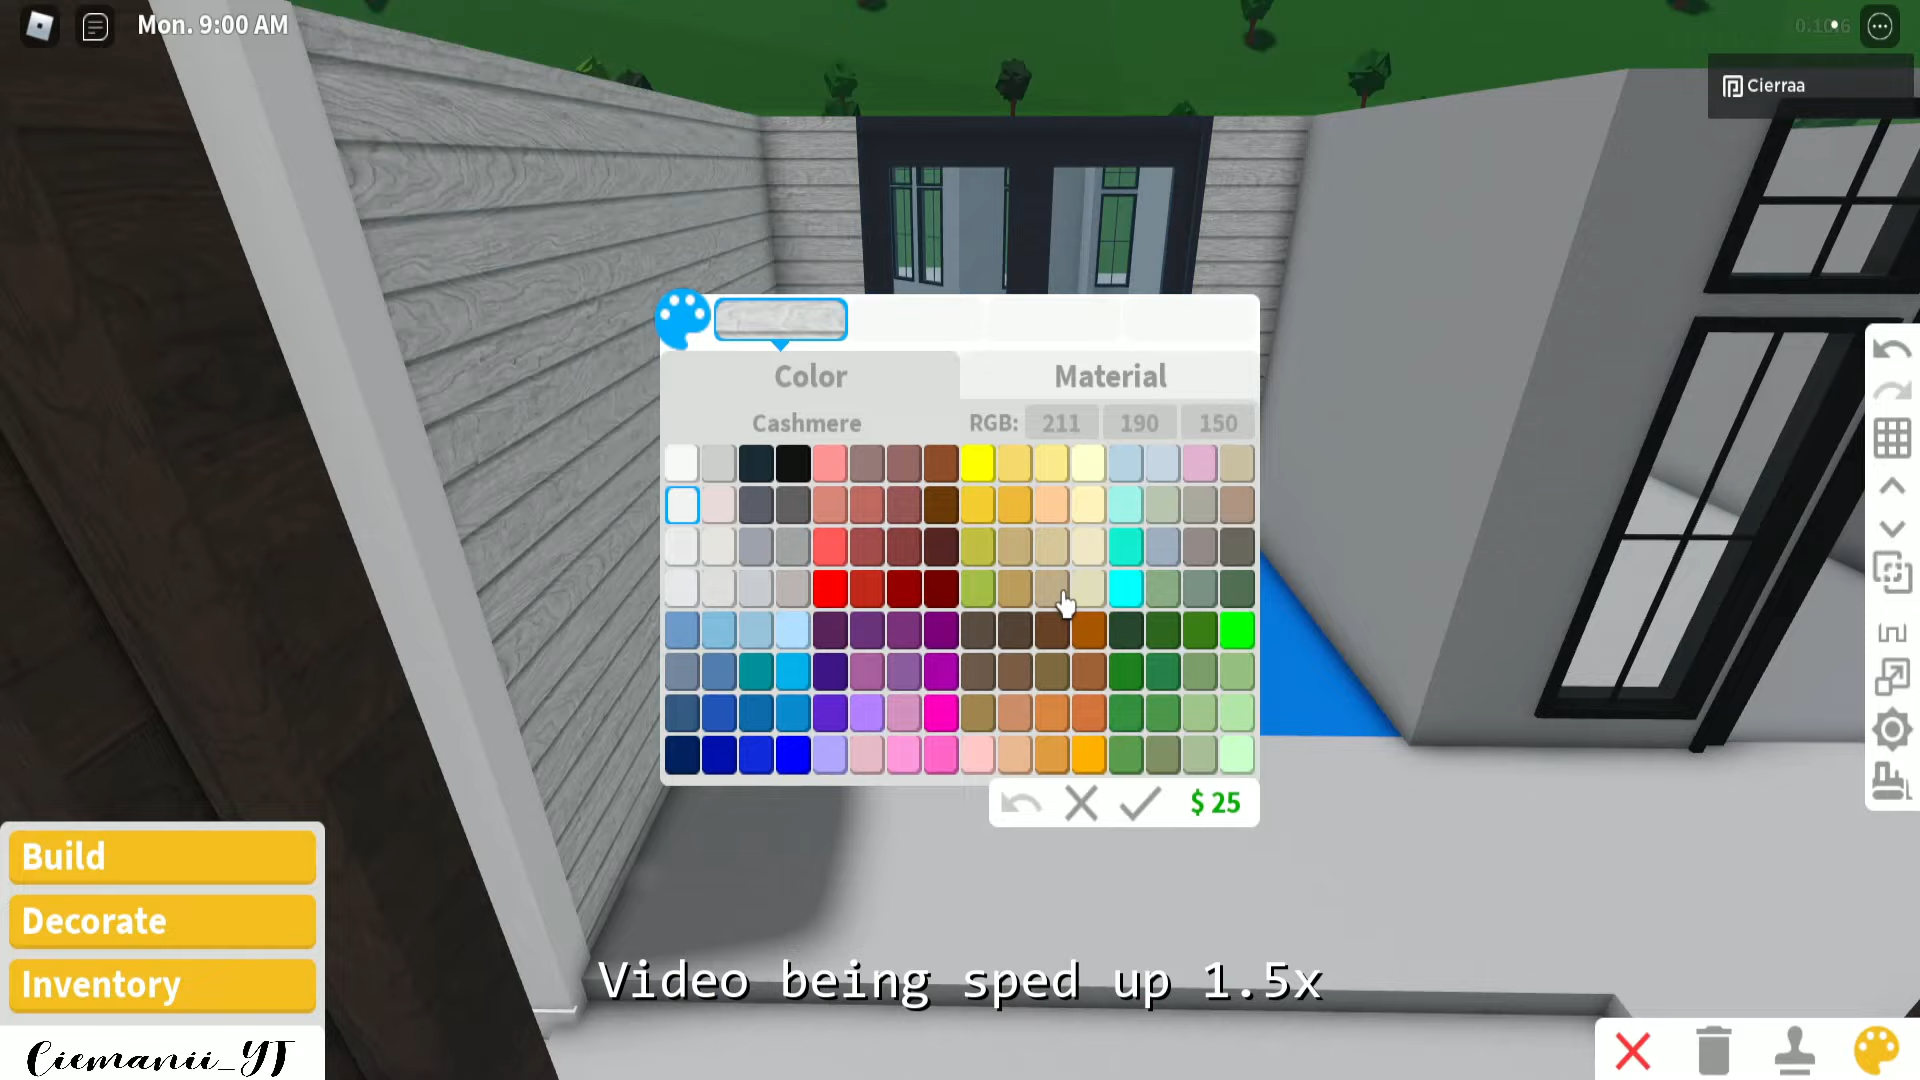 Mon. 9:00 AM
Cierraa
Color
Material
Cashmere
RGB: 211 190 150
$ 25
Build
Decorate
Inventory
Video being sped up 1.5x
Ciemanii_YT